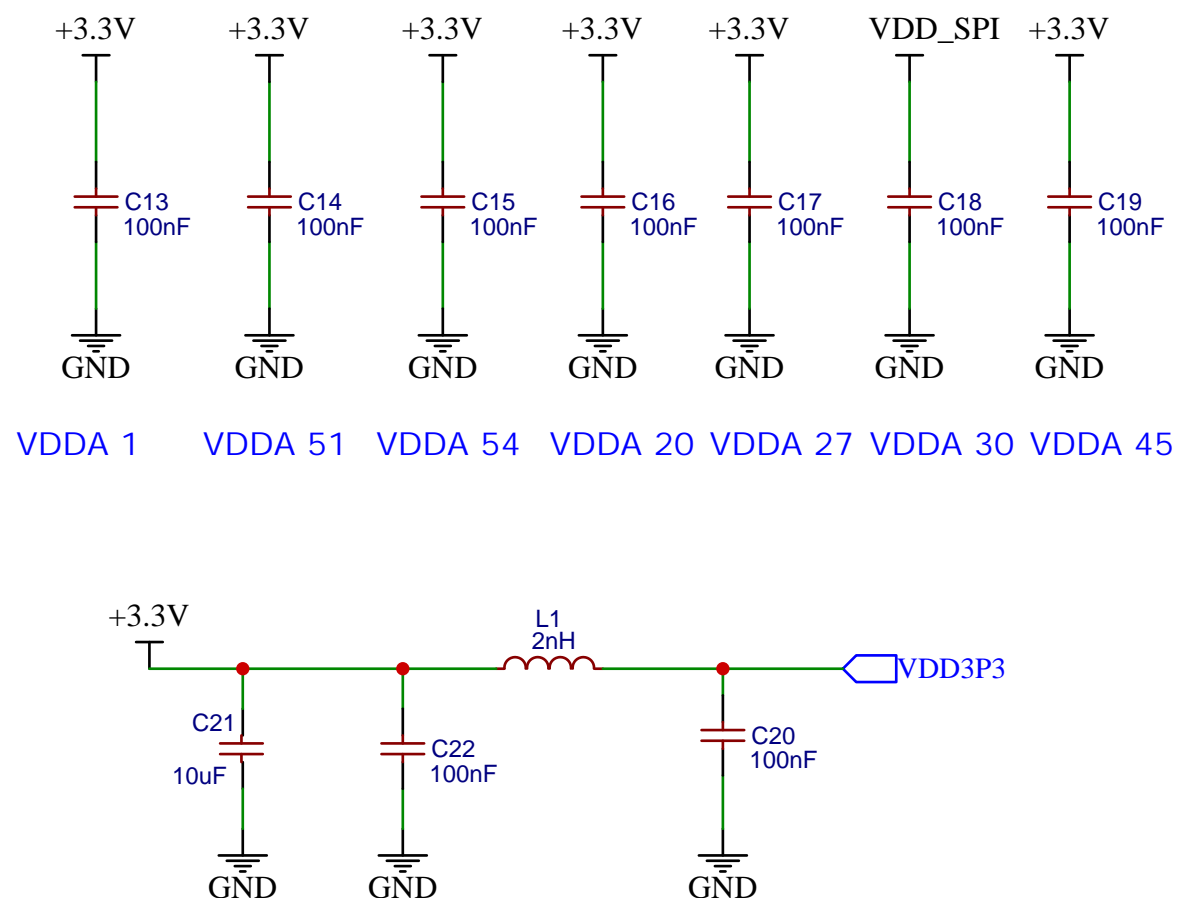 +3.3V +3.3V +3.3V +3.3V +3.3V VDD_SPI +3.3V
C13 C14 C15 C16 C17 C18 C19
100nF 100nF 100nF 100nF 100nF 100nF 100nF
GND GND GND GND GND GND GND
VDDA 1 VDDA 51 VDDA 54 VDDA 20 VDDA 27 VDDA 30 VDDA 45
+3.3V L1
2nH
VDD3P3
C21
C22 C20
10uF 100nF 100nF
GND GND GND